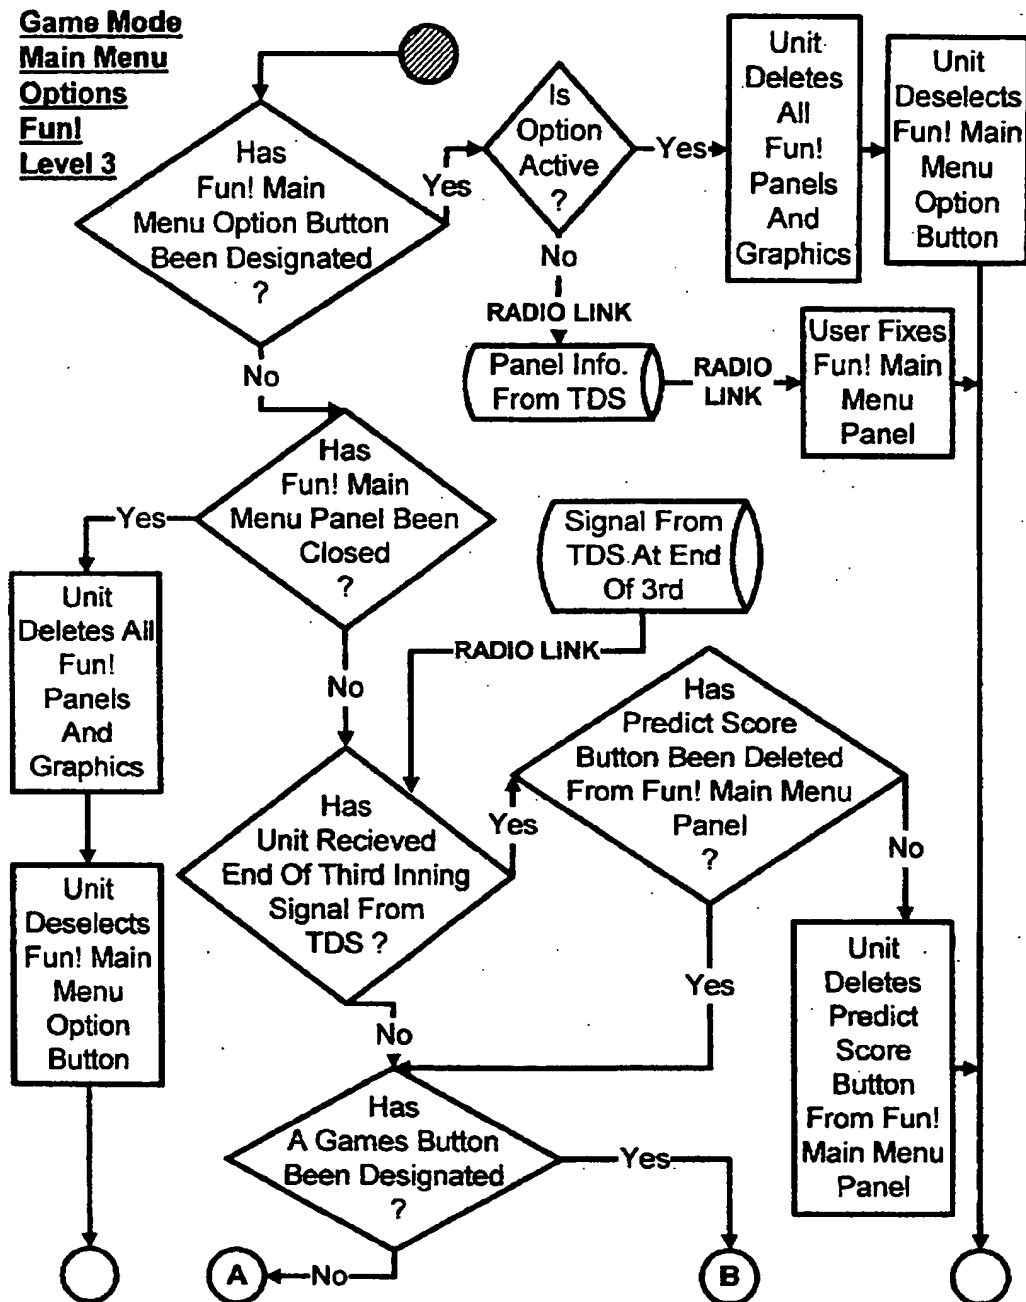 Game Mode
Main Menu
Options
Fun!
Level 3
Has
Fun! Main
Menu Option Button
Been Designated
?
Yes
Is
Option
Active
?
Yes
Unit
Deletes
All
Fun!
Panels
And
Graphics
Unit
Deselects
Fun! Main
Menu
Option
Button
No
RADIO LINK
Panel Info.
From TDS
RADIO
LINK
User Fixes
Fun! Main
Menu
Panel
No
Has
Fun! Main
Menu Panel Been
Closed
?
Yes
Unit
Deletes All
Fun!
Panels
And
Graphics
Unit
Deselects
Fun! Main
Menu
Option
Button
Signal From
TDS At End
Of 3rd
RADIO LINK
No
Has
Unit Recieved
End Of Third Inning
Signal From
TDS ?
Yes
Has
Predict Score
Button Been Deleted
From Fun! Main Menu
Panel
?
No
Unit
Deletes
Predict
Score
Button
From Fun!
Main Menu
Panel
Yes
No
Has
A Games Button
Been Designated
?
Yes
No
A
B